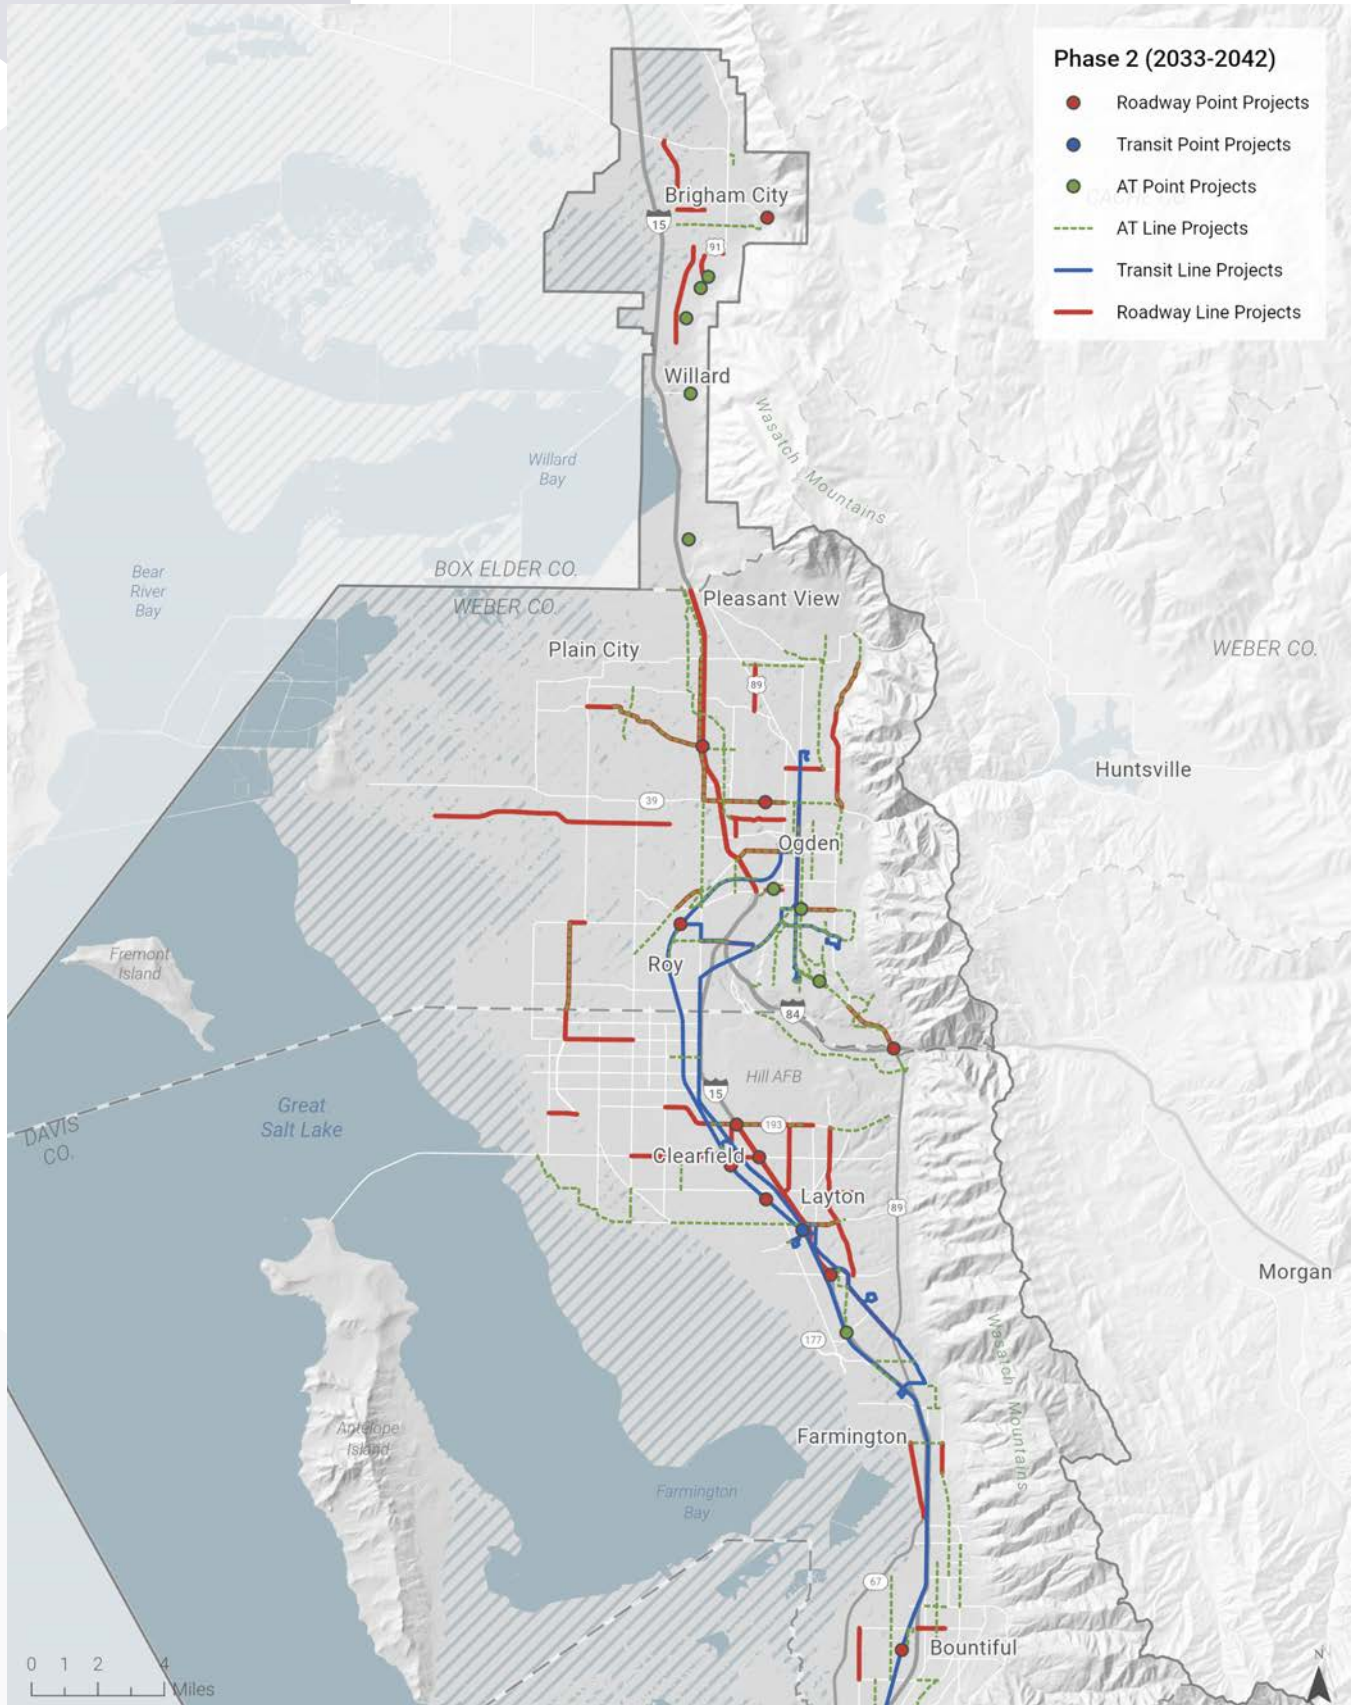 Phase 2 (2033-2042)
Roadway Point Projects
Transit Point Projects
AT Point Projects
AT Line Projects
Transit Line Projects
Roadway Line Projects
Brigham City
15
91
Willard
Wasatch Mountains
Willard
Bay
BOX ELDER CO.
WEBER CO.
Bear
River
Bay
Pleasant View
Plain City
WEBER CO.
89
Huntsville
39
Ogden
Fremont
Island
Roy
84
Hill AFB
15
Great
Salt Lake
DAVIS
CO.
193
Clearfield
Layton
89
Morgan
177
Wasatch Mountains
Antelope
Island
Farmington
Farmington
Bay
67
Bountiful
0 1 2 4
Miles
N